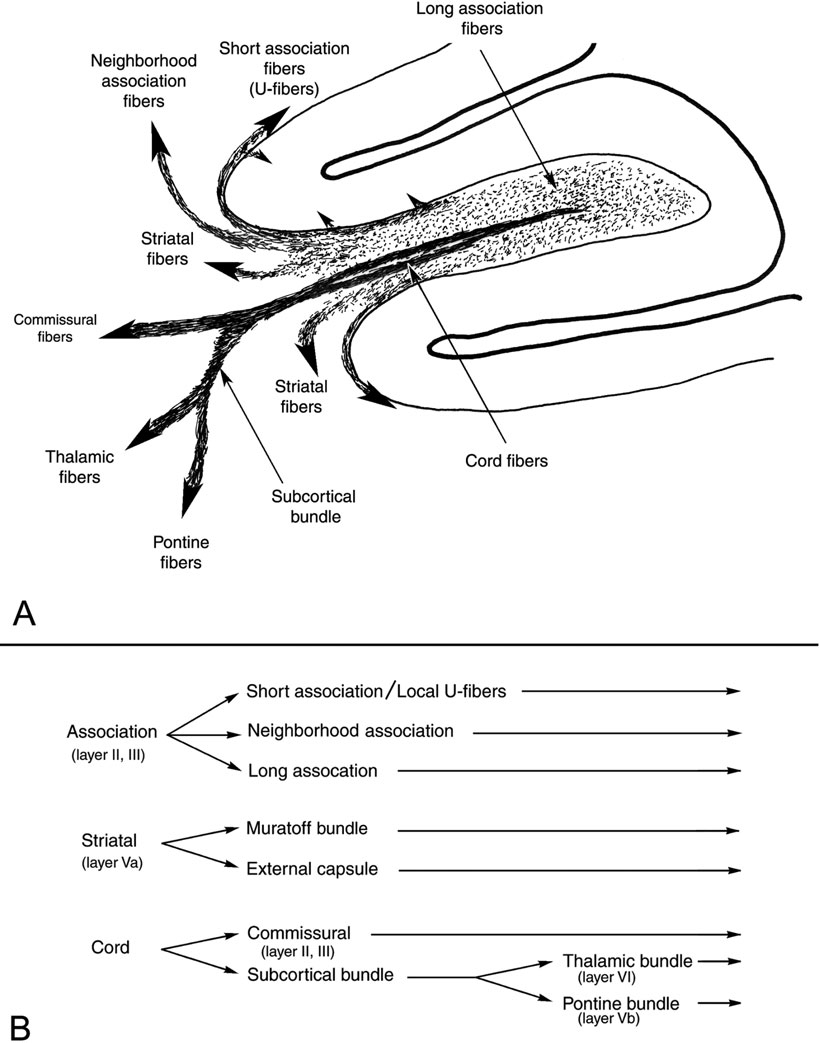 Long association
fibers
Short association
fibers
(U-fibers)
Neighborhood
association
fibers
Striatal
fibers
Commissural
fibers
Striatal
fibers
Cord fibers
Thalamic
fibers
Subcortical
bundle
Pontine
fibers
A
Short association/Local U-fibers
Association
(layer II, III)
Neighborhood association
Long assocation
Striatal
(layer Va)
Muratoff bundle
External capsule
Cord
Commissural
(layer II, III)
Subcortical bundle
Thalamic bundle
(layer VI)
Pontine bundle
(layer Vb)
B